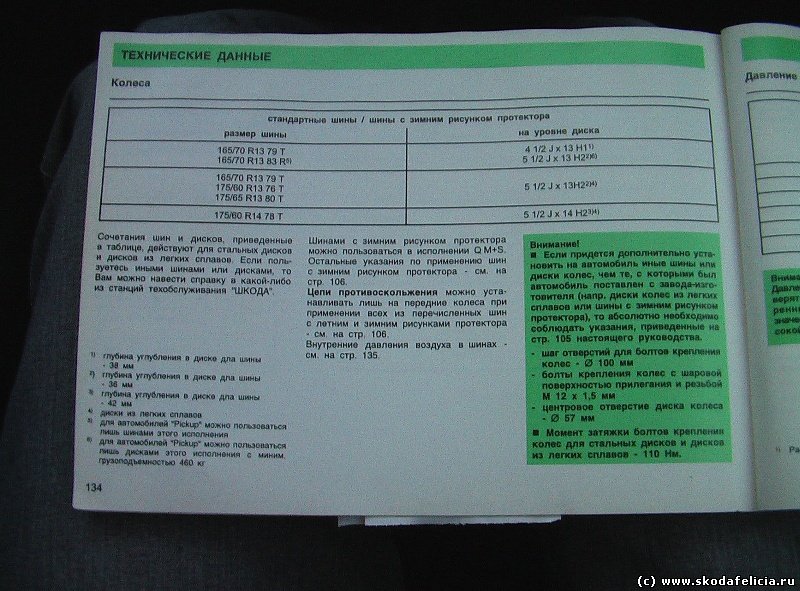 ТЕХНИЧЕСКИЕ ДАННЫЕ
Колеса
стандартные шины / шины с зимним рисунком протектора
размер шины
на уровне диска
165/70 R13 79 T
165/70 R13 83 R5)
4 1/2 J x 13 H11)
5 1/2 J x 13 H22)6)
165/70 R13 79 T
175/60 R13 76 T
175/65 R13 80 T
5 1/2 J x 13H22)4)
175/60 R14 78 T
5 1/2 J x 14 H23)4)
Сочетания шин и дисков, приведенные
в таблице, действуют для стальных дисков
и дисков из легких сплавов. Если поль-
зуетесь иными шинами или дисками, то
Вам можно навести справку в какой-либо
из станций техобслуживания "ШКОДА".
1) глубина углубления в диске дла шины
- 38 мм
2) глубина углубления в диске для шины
- 36 мм
3) глубина углубления в диске для шины
- 42 мм
4) диски из легких сплавов
5) для автомобилей "Pickup" можно пользоваться
лишь шинами этого исполнения
6) для автомобилей "Pickup" можно пользоваться
лишь дисками этого исполнения с миним.
грузоподъемностью 460 кг
134
Шинами с зимним рисунком протектора
можно пользоваться в исполнении Q M+S.
Остальные указания по применению шин
с зимним рисунком протектора - см. на
стр. 106.
Цепи противоскольжения можно уста-
навливать лишь на передние колеса при
применении всех из перечисленных шин
с летним и зимним рисунками протектора
- см. на стр. 106.
Внутренние давления воздуха в шинах -
см. на стр. 135.
Внимание!
■ Если придется дополнительно уста-
новить на автомобиль иные шины или
диски колес, чем те, с которыми был
автомобиль поставлен с завода-изго-
товителя (напр. диски колес из легких
сплавов или шины с зимним рисунком
протектора), то абсолютно необходимо
соблюдать указания, приведенные на
стр. 105 настоящего руководства.
- шаг отверстий для болтов крепления
колес - Ø 100 мм
- болты крепления колес с шаровой
поверхностью прилегания и резьбой
М 12 x 1,5 мм
- центровое отверстие диска колеса
- Ø 57 мм
■ Момент затяжки болтов крепления
колес для стальных дисков и дисков
из легких сплавов - 110 Нм.
Давление
(c) www.skodafelicia.ru